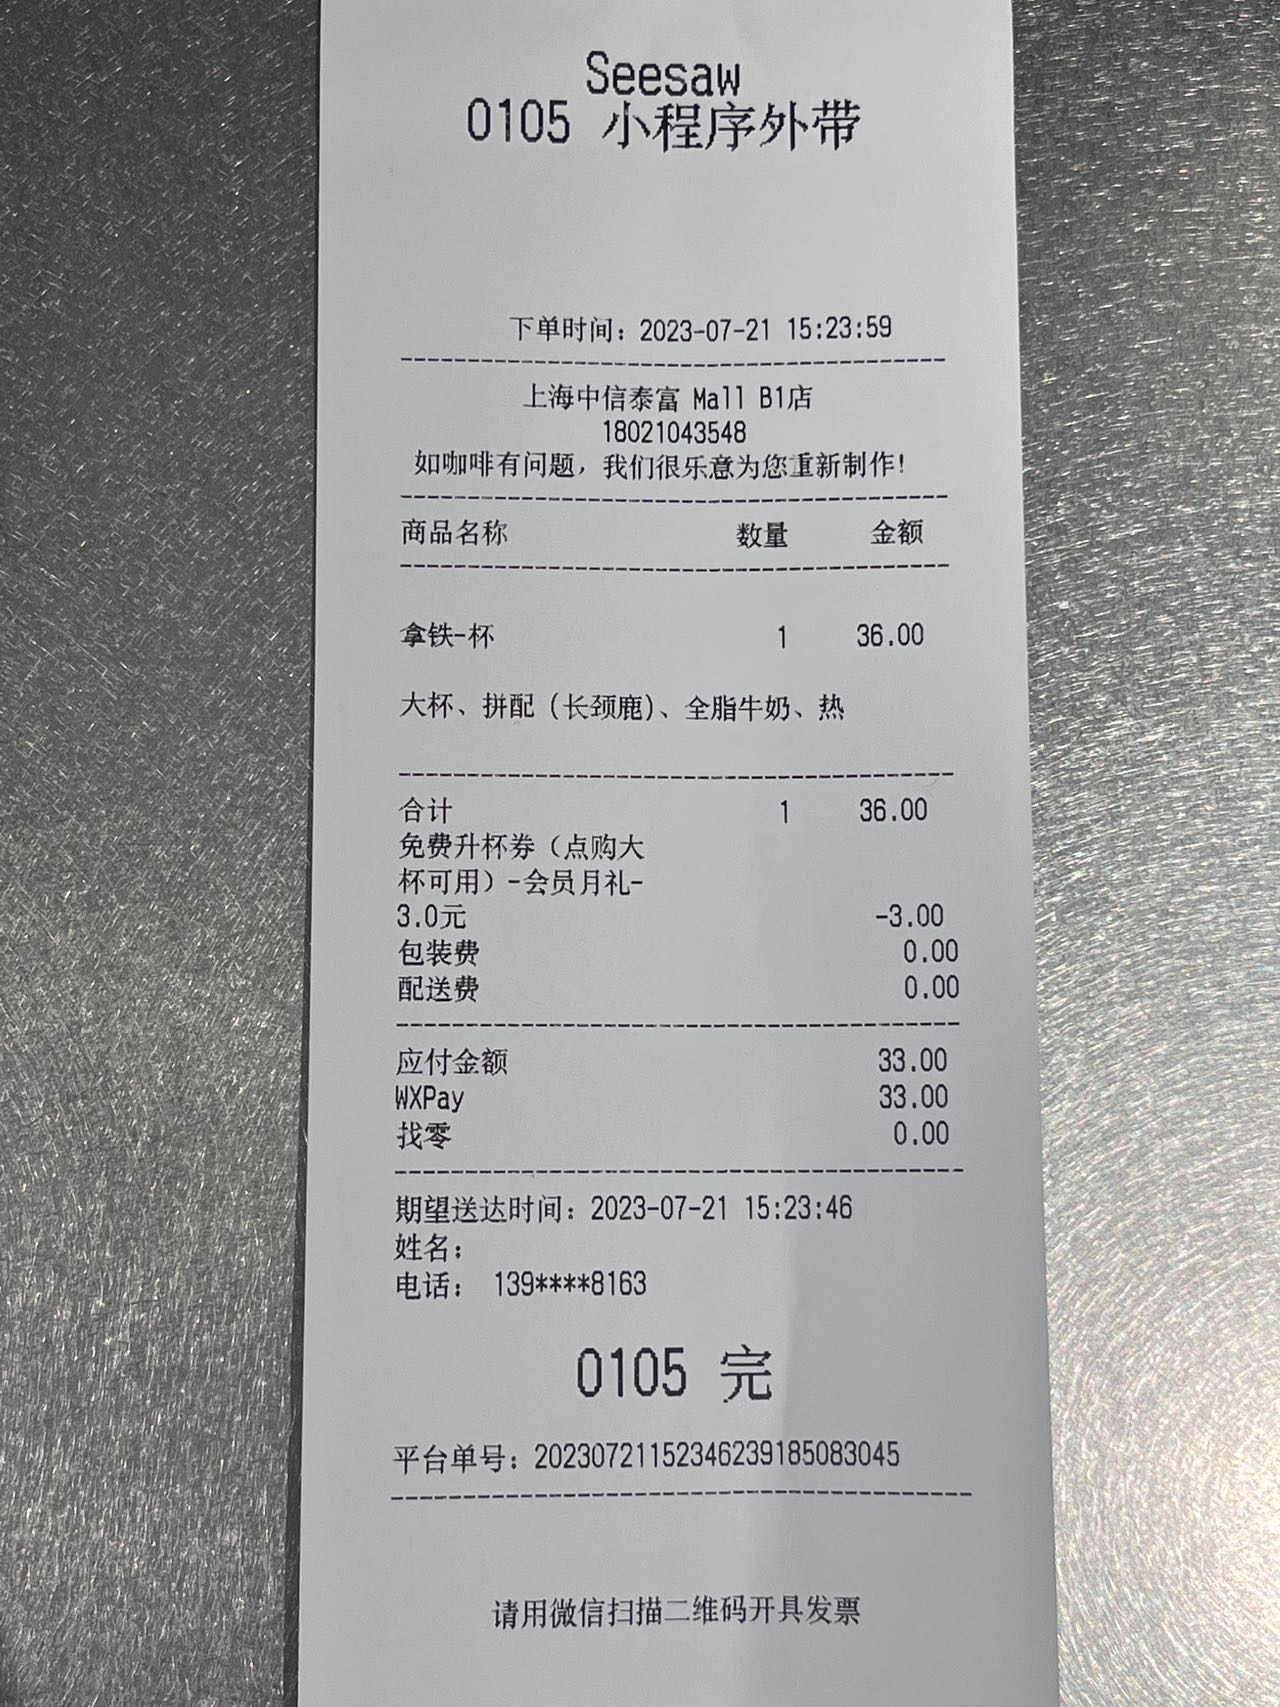 Seesaw
0105 小程序外带
下单时间：2023-07-21 15:23:59
上海中信泰富 Mall B1店
18021043548
如咖啡有问题，我们很乐意为您重新制作！
商品名称 数量 金额
拿铁-杯 1 36.00
大杯、拼配（长颈鹿）、全脂牛奶、热
合计 1 36.00
免费升杯券（点购大
杯可用）-会员月礼-
3.0元 -3.00
包装费 0.00
配送费 0.00
应付金额 33.00
WXPay 33.00
找零 0.00
期望送达时间：2023-07-21 15:23:46
姓名：
电话： 139****8163
0105 完
平台单号：20230721152346239185083045
请用微信扫描二维码开具发票